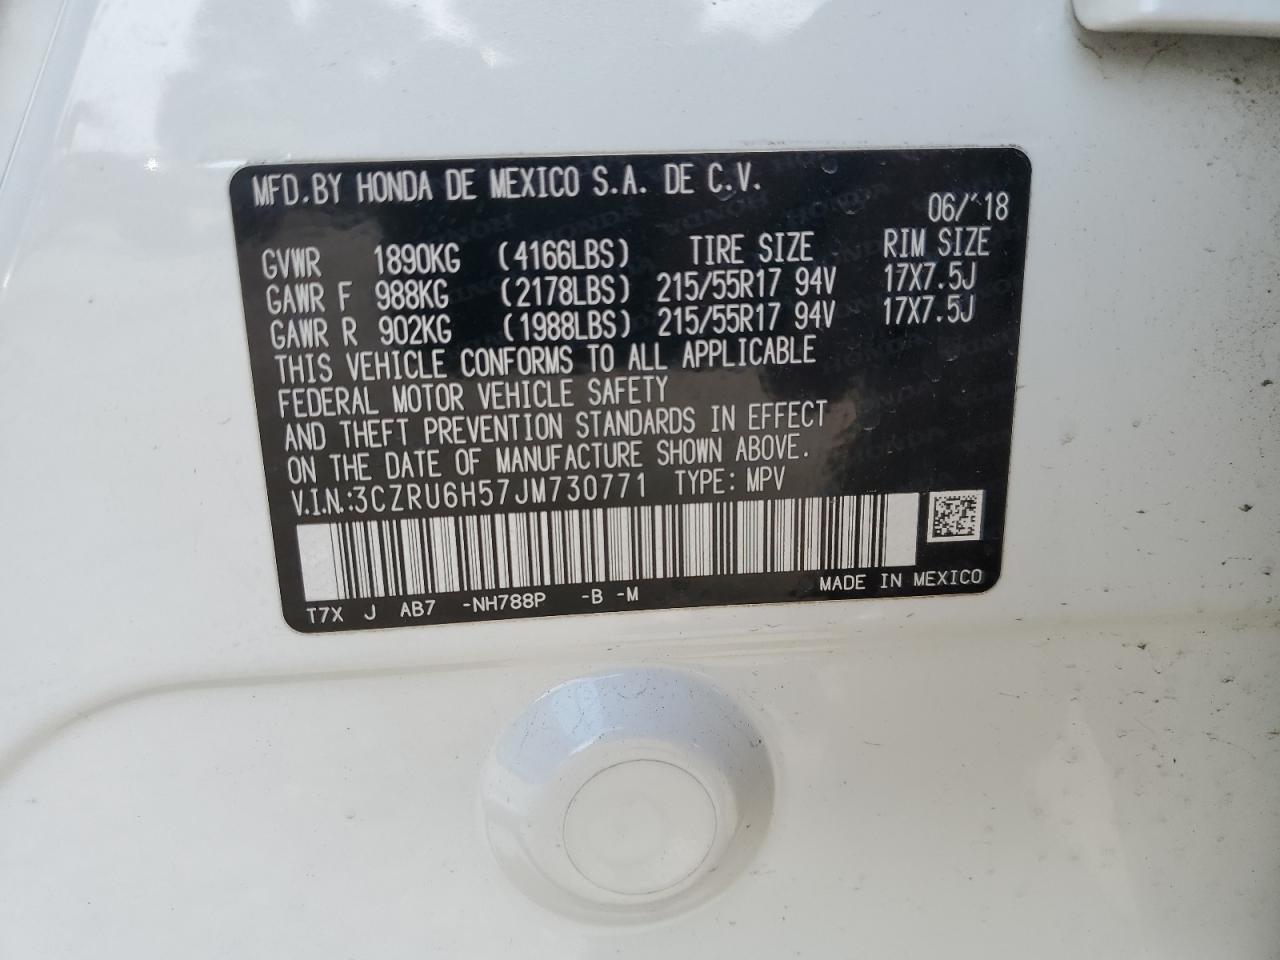 MFD.BY HONDA DE MEXICO S.A. DE C.V.
06/18
GVWR 1890KG (4166LBS) TIRE SIZE RIM SIZE
GAWR F 988KG (2178LBS) 215/55R17 94V 17X7.5J
GAWR R 902KG (1988LBS) 215/55R17 94V 17X7.5J
THIS VEHICLE CONFORMS TO ALL APPLICABLE
FEDERAL MOTOR VEHICLE SAFETY
AND THEFT PREVENTION STANDARDS IN EFFECT
ON THE DATE OF MANUFACTURE SHOWN ABOVE.
V.I.N.:3CZRU6H57JM730771 TYPE: MPV
MADE IN MEXICO
T7X J AB7 -NH788P -B -M